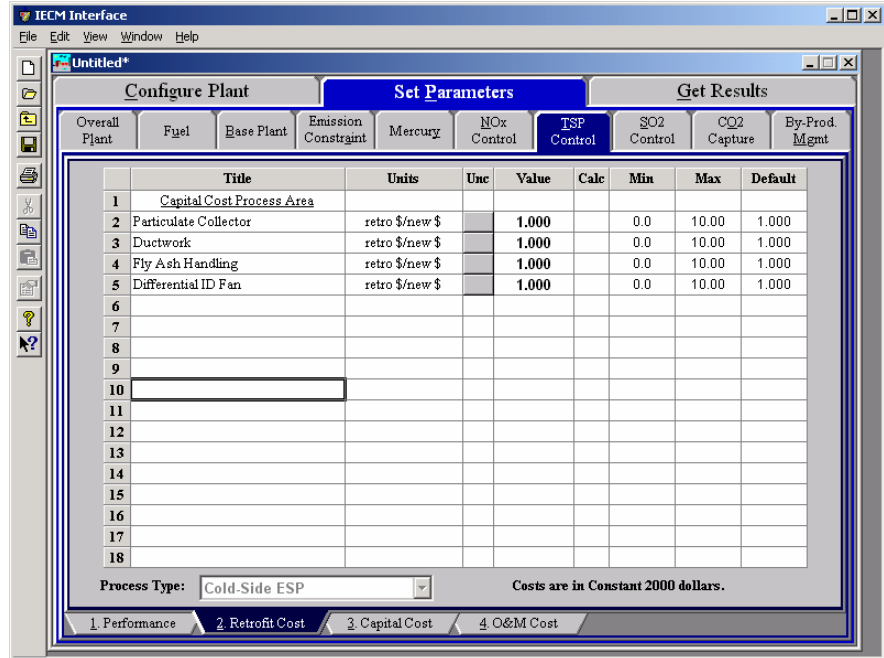 IECM Interface
File Edit View Window Help
Untitled*
Configure Plant Set Parameters Get Results
Overall Plant Fuel Base Plant Emission Constraint Mercury NOx Control TSP Control SO2 Control CO2 Capture By-Prod. Mgmt
Title Units Unc Value Calc Min Max Default
1 Capital Cost Process Area
2 Particulate Collector retro $/new $ 1.000 0.0 10.00 1.000
3 Ductwork retro $/new $ 1.000 0.0 10.00 1.000
4 Fly Ash Handling retro $/new $ 1.000 0.0 10.00 1.000
5 Differential ID Fan retro $/new $ 1.000 0.0 10.00 1.000
6
7
8
9
10
11
12
13
14
15
16
17
18
Process Type: Cold-Side ESP Costs are in Constant 2000 dollars.
1. Performance 2. Retrofit Cost 3. Capital Cost 4. O&M Cost